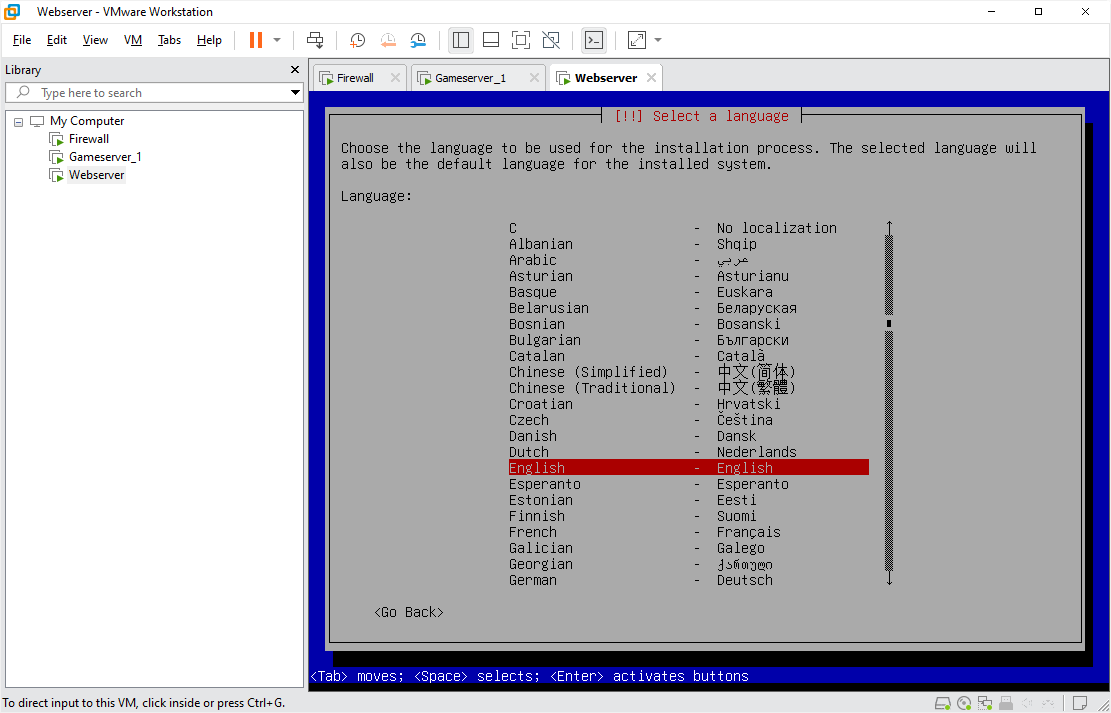 Webserver - VMware Workstation
File Edit View VM Tabs Help
Library
Type here to search
My Computer
Firewall
Gameserver_1
Webserver
Firewall Gameserver_1 Webserver
[!!] Select a language
Choose the language to be used for the installation process. The selected language will
also be the default language for the installed system.
Language:
C - No localization
Albanian - Shqip
Arabic - عربي
Asturian - Asturianu
Basque - Euskara
Belarusian - Беларуская
Bosnian - Bosanski
Bulgarian - Български
Catalan - Català
Chinese (Simplified) - 中文(简体)
Chinese (Traditional) - 中文(繁體)
Croatian - Hrvatski
Czech - Čeština
Danish - Dansk
Dutch - Nederlands
English - English
Esperanto - Esperanto
Estonian - Eesti
Finnish - Suomi
French - Français
Galician - Galego
Georgian - ქართული
German - Deutsch
<Go Back>
<Tab> moves; <Space> selects; <Enter> activates buttons
To direct input to this VM, click inside or press Ctrl+G.